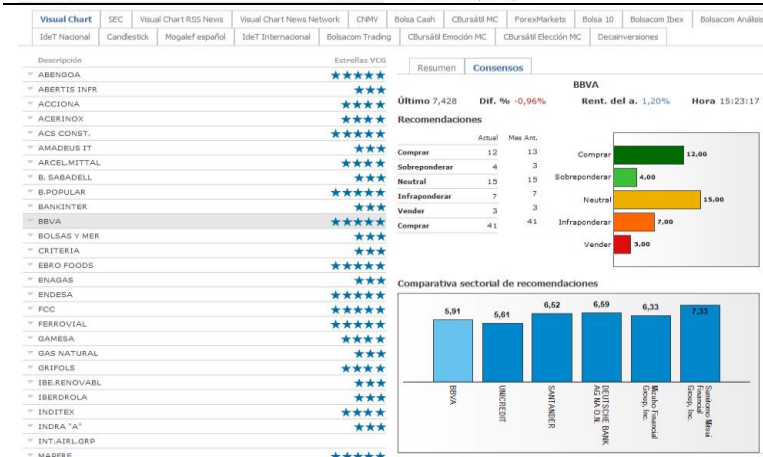 Visual Chart SEC Visual Chart RSS News Visual Chart News Network CNMV Bolsa Cash CBursátil MC ForexMarkets Bolsa 10 Bolsacom Ibex Bolsacom Análisis
IdeT Nacional Candlestick Mogalef español IdeT Internacional Bolsacom Trading CBursátil Emoción MC CBursátil Elección MC Decainversiones
Descripción Estrellas VCG
ABENGOA
ABERTIS INFR
ACCIONA
ACERINOX
ACS CONST.
AMADEUS IT
ARCEL.MITTAL
B. SABADELL
B.POPULAR
BANKINTER
BBVA
BOLSAS Y MER
CRITERIA
EBRO FOODS
ENAGAS
ENDESA
FCC
FERROVIAL
GAMESA
GAS NATURAL
GRIFOLS
IBE.RENOVABL
IBERDROLA
INDITEX
INDRA "A"
INT.AIRL.GRP
MAPFRE
Resumen Consensos
BBVA
Último 7,428 Dif. % -0,96% Rent. del a. 1,20% Hora 15:23:17
Recomendaciones
Actual Mes Ant.
Comprar 12 13
Sobreponderar 4 3
Neutral 15 15
Infraponderar 7 7
Vender 3 3
Comprar 41 41
Comprar 12,00
Sobreponderar 4,00
Neutral 15,00
Infraponderar 7,00
Vender 3,00
Comparativa sectorial de recomendaciones
5,91 5,61 6,52 6,59 6,33 7,33
BBVA
UNICREDIT
SANTANDER
DEUTSCHE BANK
AG NA O.N.
Mizuho Financial
Group, Inc.
Sumitomo Mitsui
Financial
Group, Inc.